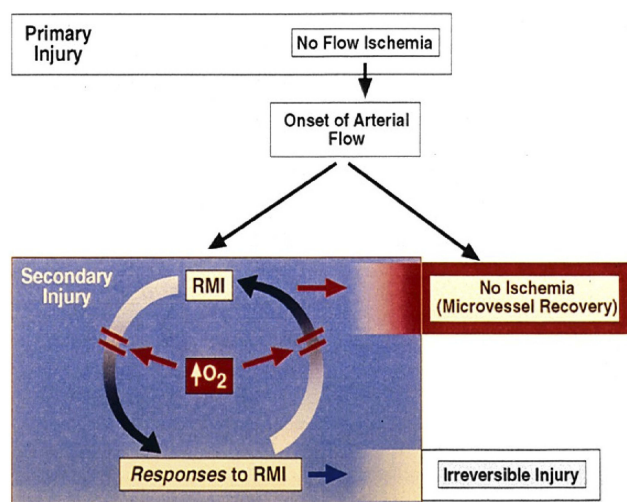 Primary
Injury
No Flow Ischemia
Onset of Arterial
Flow
Secondary
Injury
RMI
No Ischemia
(Microvessel Recovery)
↑O₂
Responses to RMI
Irreversible Injury